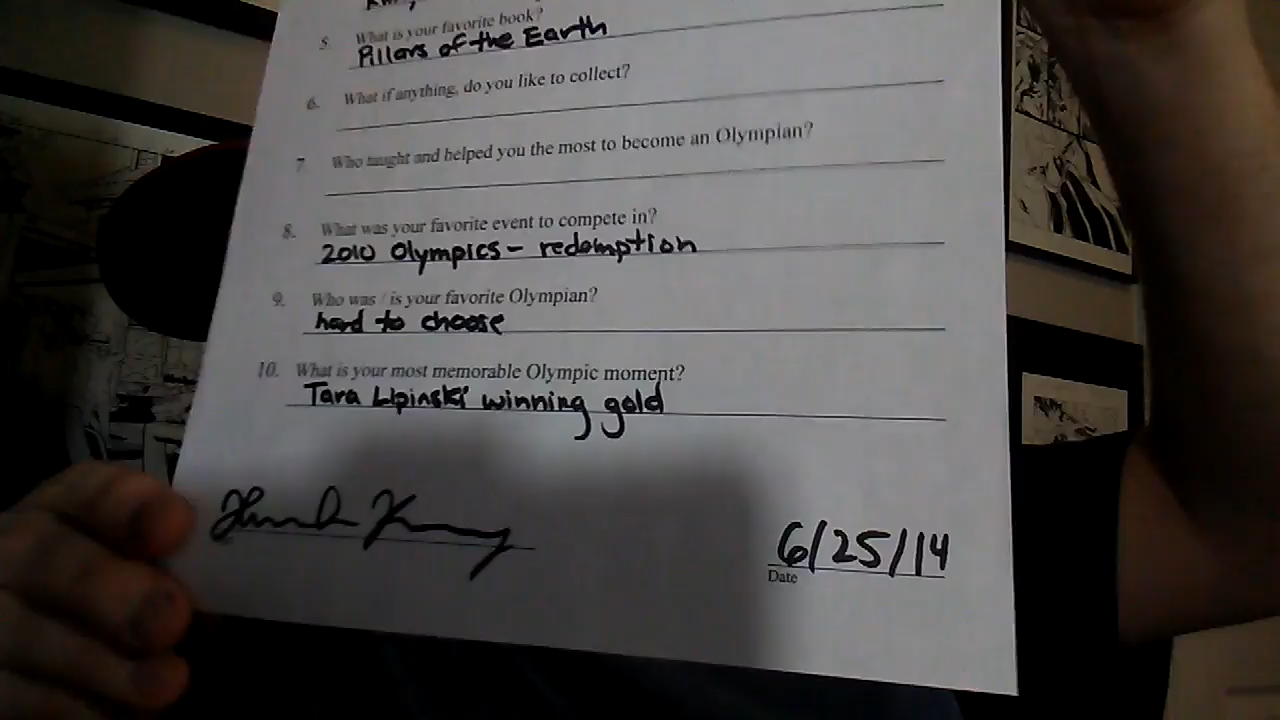 5. What is your favorite book?
Pillars of the Earth
6. What if anything, do you like to collect?
7. Who taught and helped you the most to become an Olympian?
8. What was your favorite event to compete in?
2010 Olympics - redemption
9. Who was / is your favorite Olympian?
hard to choose
10. What is your most memorable Olympic moment?
Tara Lipinski winning gold
6/25/14
Date